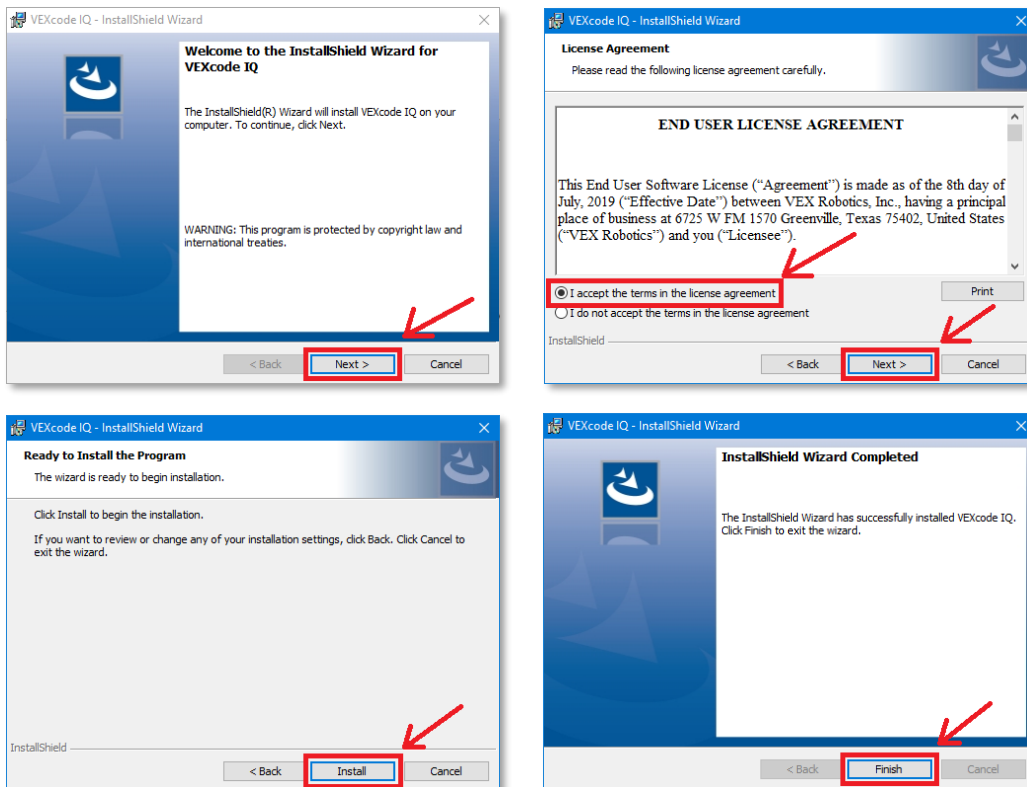 VEXcode IQ - InstallShield Wizard
Welcome to the InstallShield Wizard for
VEXcode IQ
The InstallShield(R) Wizard will install VEXcode IQ on your
computer. To continue, click Next.
WARNING: This program is protected by copyright law and
international treaties.
< Back
Next >
Cancel
VEXcode IQ - InstallShield Wizard
License Agreement
Please read the following license agreement carefully.
END USER LICENSE AGREEMENT
This End User Software License (“Agreement”) is made as of the 8th day of
July, 2019 (“Effective Date”) between VEX Robotics, Inc., having a principal
place of business at 6725 W FM 1570 Greenville, Texas 75402, United States
(“VEX Robotics”) and you (“Licensee”).
I accept the terms in the license agreement
Print
I do not accept the terms in the license agreement
InstallShield
< Back
Next >
Cancel
VEXcode IQ - InstallShield Wizard
Ready to Install the Program
The wizard is ready to begin installation.
Click Install to begin the installation.
If you want to review or change any of your installation settings, click Back. Click Cancel to
exit the wizard.
InstallShield
< Back
Install
Cancel
VEXcode IQ - InstallShield Wizard
InstallShield Wizard Completed
The InstallShield Wizard has successfully installed VEXcode IQ.
Click Finish to exit the wizard.
< Back
Finish
Cancel